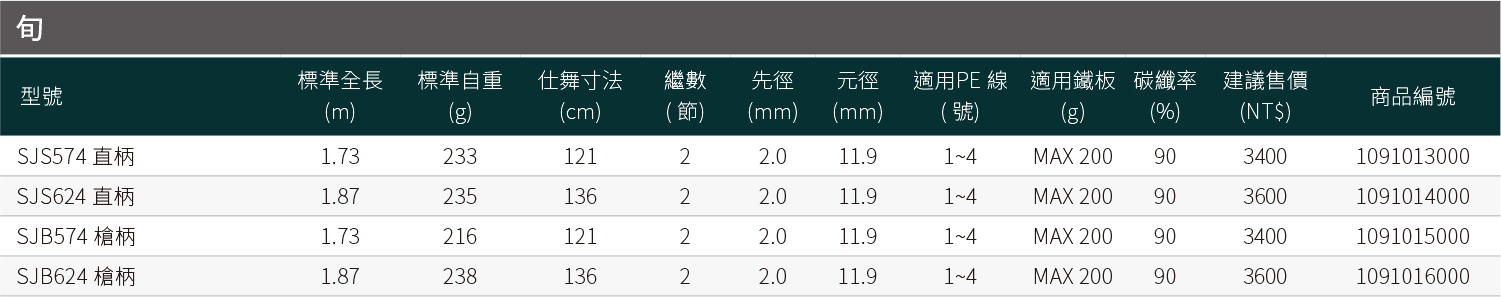 旬
型號 標準全長 (m) 標準自重 (g) 仕舞寸法 (cm) 繼數 ( 節) 先徑 (mm) 元徑 (mm) 適用PE 線 ( 號) 適用鐵板 (g) 碳纖率 (%) 建議售價 (NT$) 商品編號
SJS574 直柄 1.73 233 121 2 2.0 11.9 1~4 MAX 200 90 3400 1091013000
SJS624 直柄 1.87 235 136 2 2.0 11.9 1~4 MAX 200 90 3600 1091014000
SJB574 槍柄 1.73 216 121 2 2.0 11.9 1~4 MAX 200 90 3400 1091015000
SJB624 槍柄 1.87 238 136 2 2.0 11.9 1~4 MAX 200 90 3600 1091016000